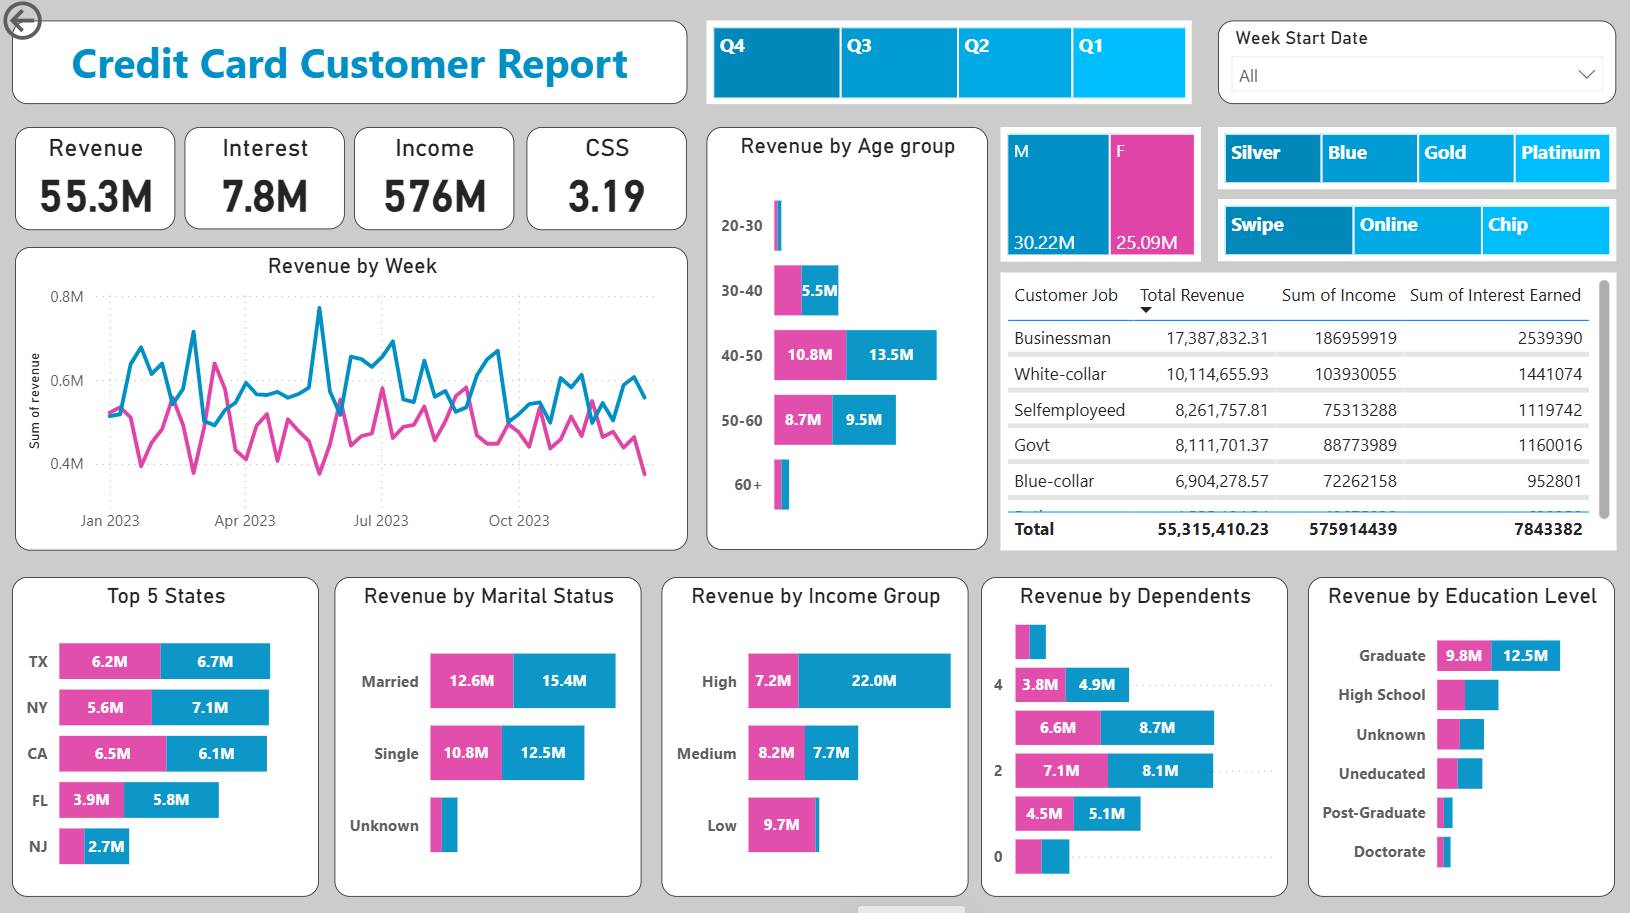 Credit Card Customer Report
Q4
Q3
Q2
Q1
Week Start Date
All
Revenue
55.3M
Interest
7.8M
Income
576M
CSS
3.19
Revenue by Week
Sum of revenue
0.8M
0.6M
0.4M
Jan 2023
Apr 2023
Jul 2023
Oct 2023
Revenue by Age group
20-30
30-40
5.5M
40-50
10.8M
13.5M
50-60
8.7M
9.5M
60+
M
30.22M
F
25.09M
Silver
Blue
Gold
Platinum
Swipe
Online
Chip
Customer Job Total Revenue Sum of Income Sum of Interest Earned
Businessman 17,387,832.31 186959919 2539390
White-collar 10,114,655.93 103930055 1441074
Selfemployeed 8,261,757.81 75313288 1119742
Govt 8,111,701.37 88773989 1160016
Blue-collar 6,904,278.57 72262158 952801
Total 55,315,410.23 575914439 7843382
Top 5 States
TX 6.2M 6.7M
NY 5.6M 7.1M
CA 6.5M 6.1M
FL 3.9M 5.8M
NJ 2.7M
Revenue by Marital Status
Married 12.6M 15.4M
Single 10.8M 12.5M
Unknown
Revenue by Income Group
High 7.2M 22.0M
Medium 8.2M 7.7M
Low 9.7M
Revenue by Dependents
4 3.8M 4.9M
6.6M 8.7M
2 7.1M 8.1M
4.5M 5.1M
0
Revenue by Education Level
Graduate 9.8M 12.5M
High School
Unknown
Uneducated
Post-Graduate
Doctorate